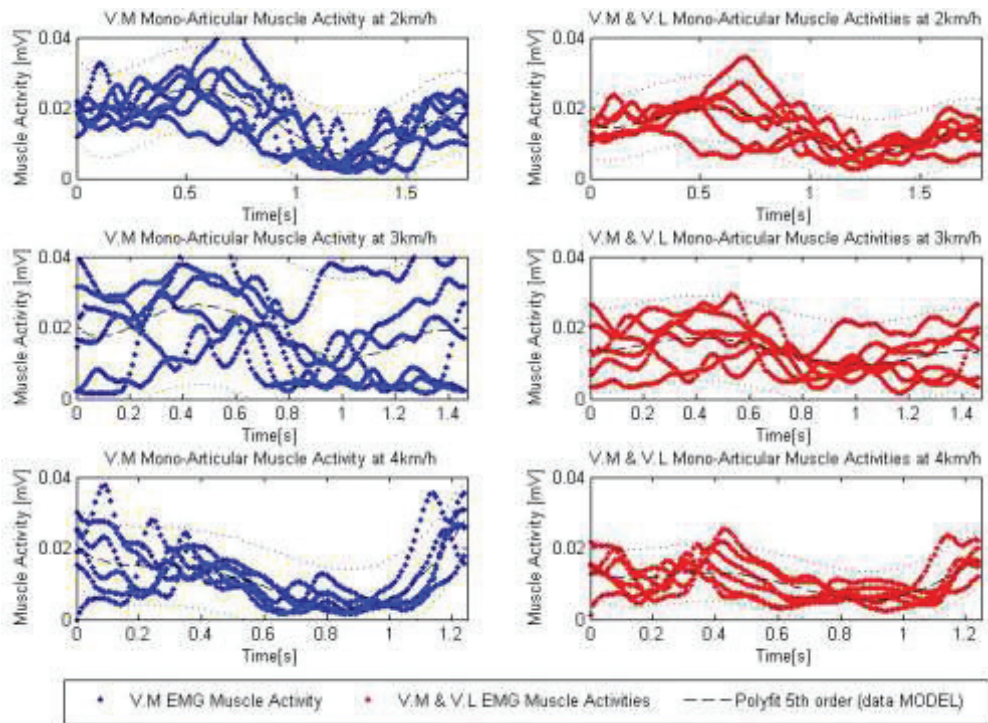 V.M Mono-Articular Muscle Activity at 2km/h
V.M & V.L Mono-Articular Muscle Activities at 2km/h
Muscle Activity [mV]
0.04
0.02
0
0 0.5 1 1.5
Time[s]
Muscle Activity [mV]
0.04
0.02
0
0 0.5 1 1.5
Time[s]
V.M Mono-Articular Muscle Activity at 3km/h
V.M & V.L Mono-Articular Muscle Activities at 3km/h
Muscle Activity [mV]
0.04
0.02
0
0 0.2 0.4 0.6 0.8 1 1.2 1.4
Time[s]
Muscle Activity [mV]
0.04
0.02
0
0 0.2 0.4 0.6 0.8 1 1.2 1.4
Time[s]
V.M Mono-Articular Muscle Activity at 4km/h
V.M & V.L Mono-Articular Muscle Activities at 4km/h
Muscle Activity [mV]
0.04
0.02
0
0 0.2 0.4 0.6 0.8 1 1.2
Time[s]
Muscle Activity [mV]
0.04
0.02
0
0 0.2 0.4 0.6 0.8 1 1.2
Time[s]
V.M EMG Muscle Activity
V.M & V.L EMG Muscle Activities
Polyfit 5th order (data MODEL)